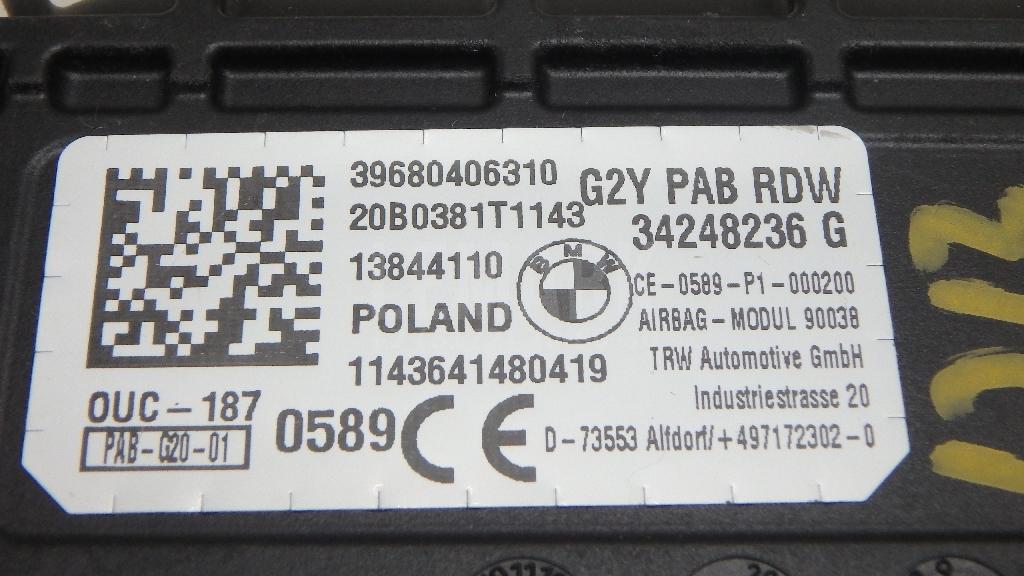 39680406310
20B0381T1143
13844110
POLAND
1143641480419
G2Y PAB RDW
34248236 G
BMW
CE-0589-P1-000200
AIRBAG-MODUL 90038
TRW Automotive GmbH
Industriestrasse 20
D-73553 Alfdorf/+497172302-0
OUC-187
PAB-G20-01
0589 CE